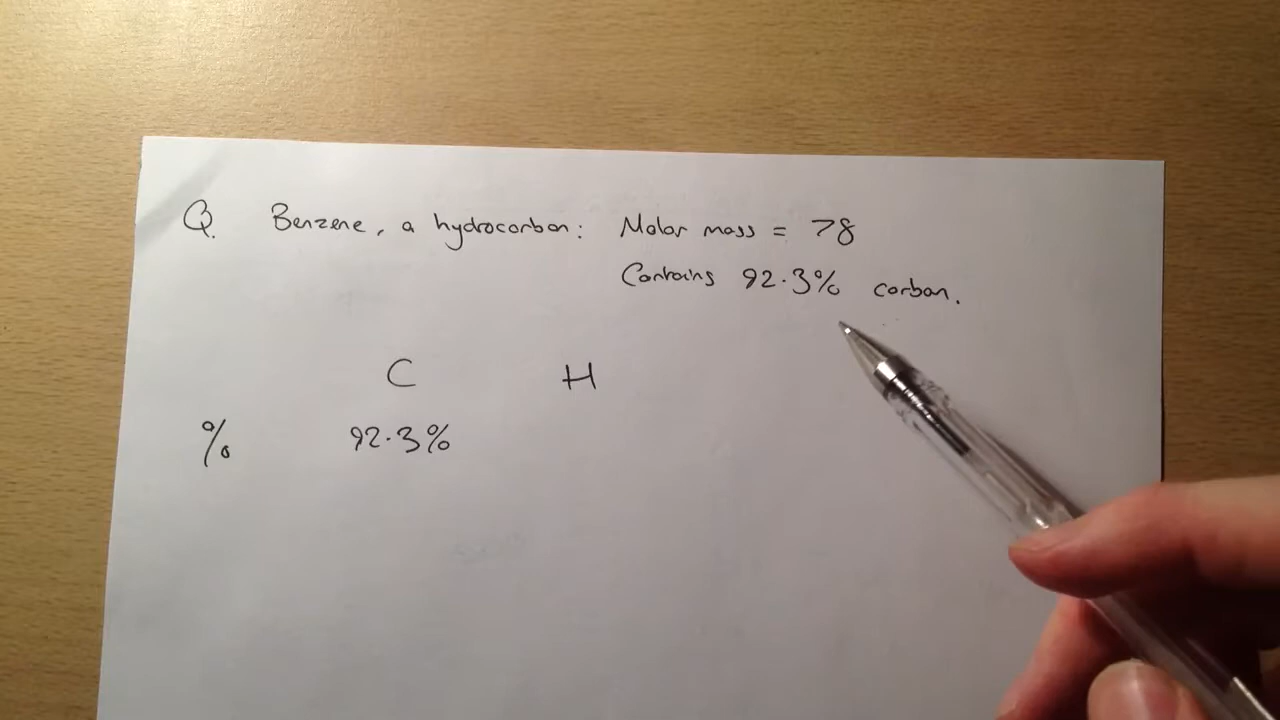 Q. Benzene, a hydrocarbon: Molar mass = 78
Contains 92.3% carbon.
C H
% 92.3%